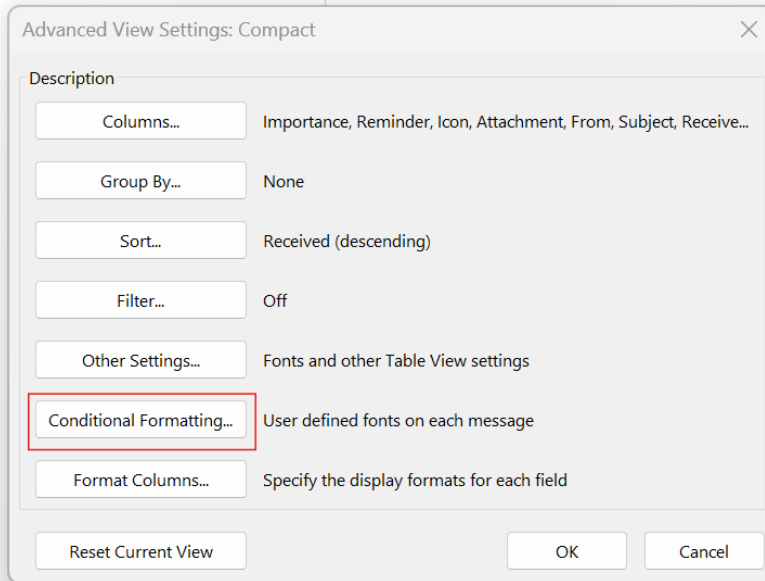 Advanced View Settings: Compact
Description
Columns... Importance, Reminder, Icon, Attachment, From, Subject, Receive...
Group By... None
Sort... Received (descending)
Filter... Off
Other Settings... Fonts and other Table View settings
Conditional Formatting... User defined fonts on each message
Format Columns... Specify the display formats for each field
Reset Current View OK Cancel